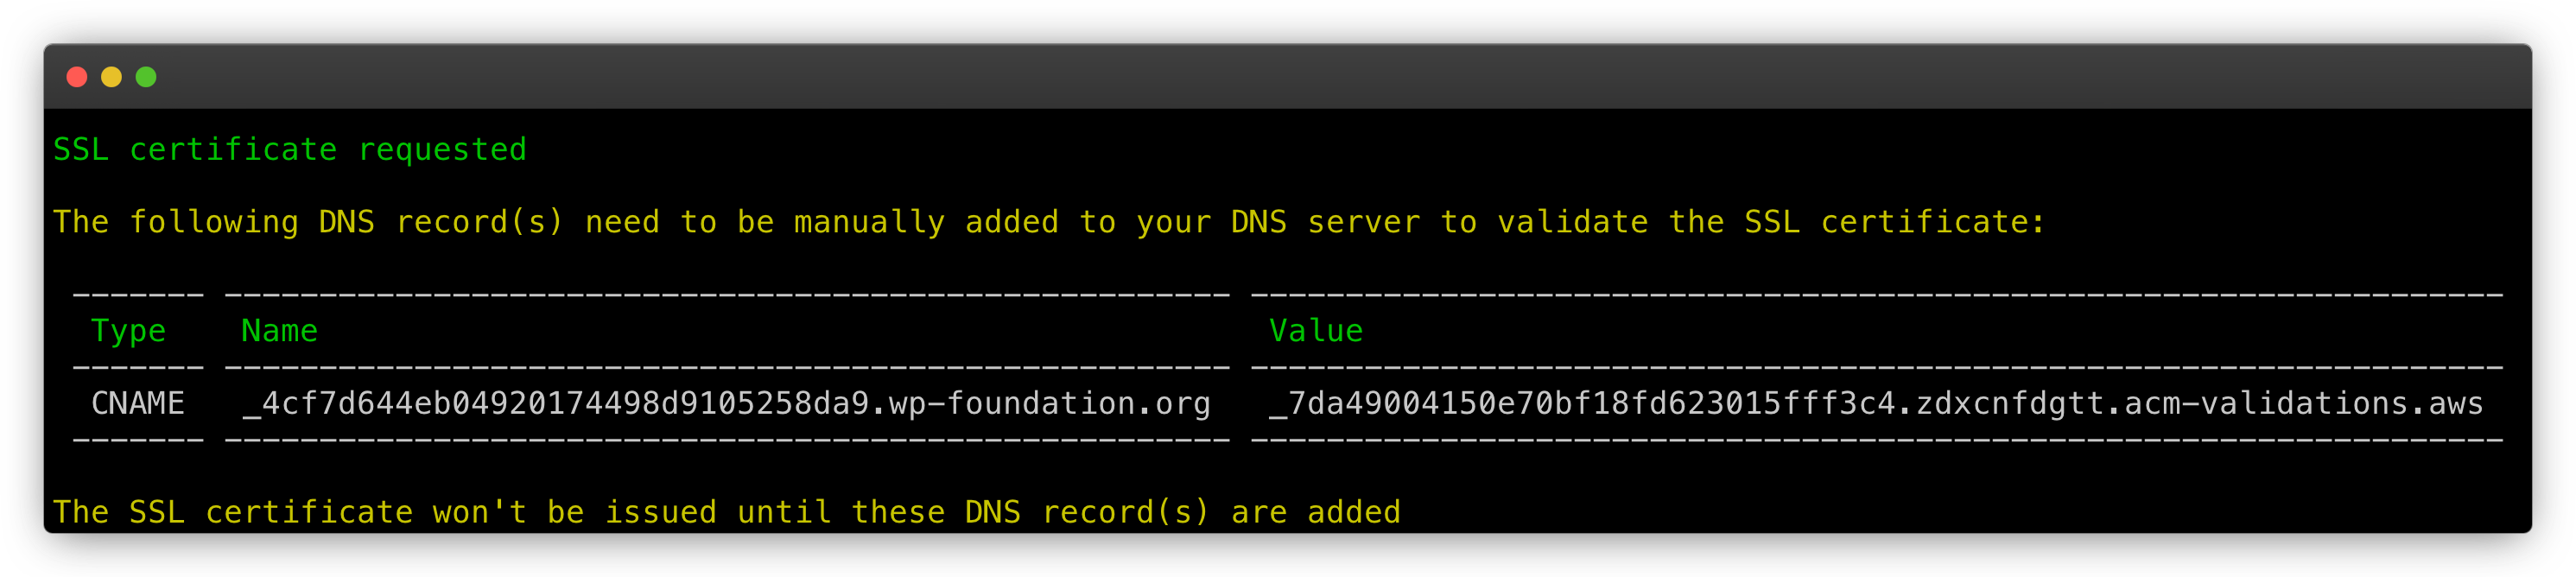 SSL certificate requested
The following DNS record(s) need to be manually added to your DNS server to validate the SSL certificate:
Type Name Value
CNAME _4cf7d644eb04920174498d9105258da9.wp-foundation.org _7da49004150e70bf18fd623015fff3c4.zdxcnfdgtt.acm-validations.aws
The SSL certificate won't be issued until these DNS record(s) are added